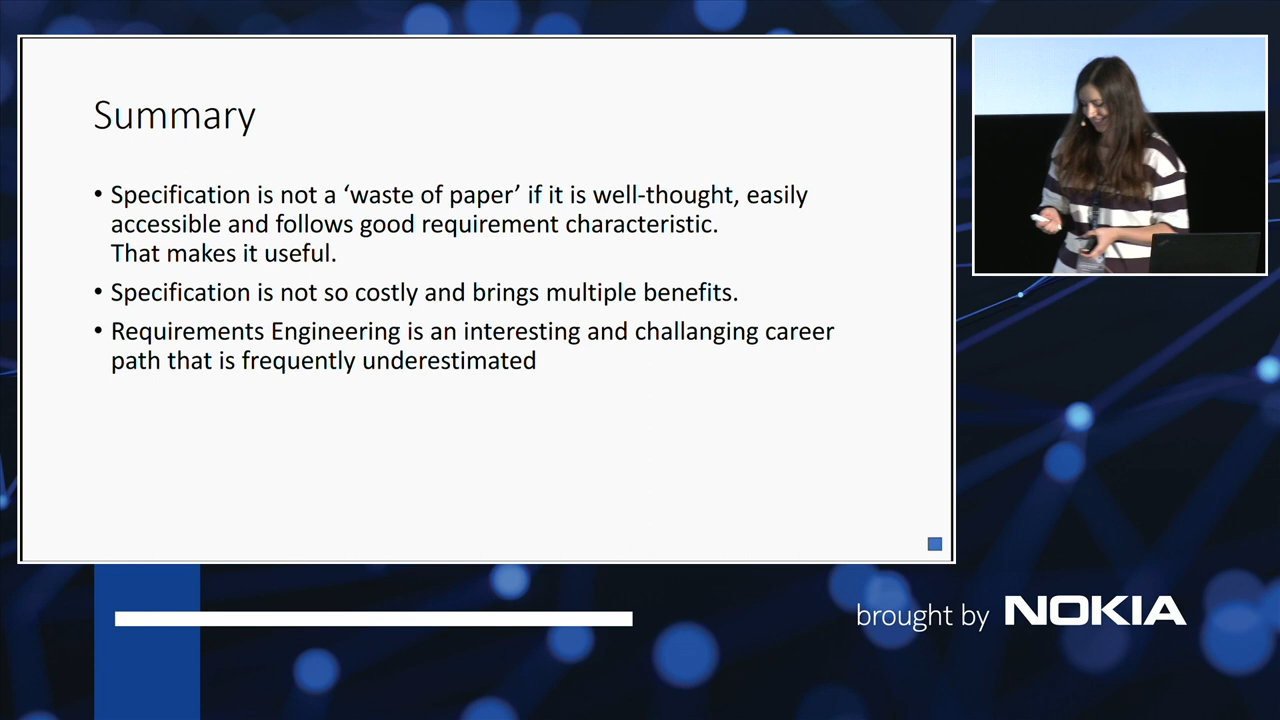 Summary
• Specification is not a ‘waste of paper’ if it is well-thought, easily
accessible and follows good requirement characteristic.
That makes it useful.
• Specification is not so costly and brings multiple benefits.
• Requirements Engineering is an interesting and challanging career
path that is frequently underestimated
brought by NOKIA